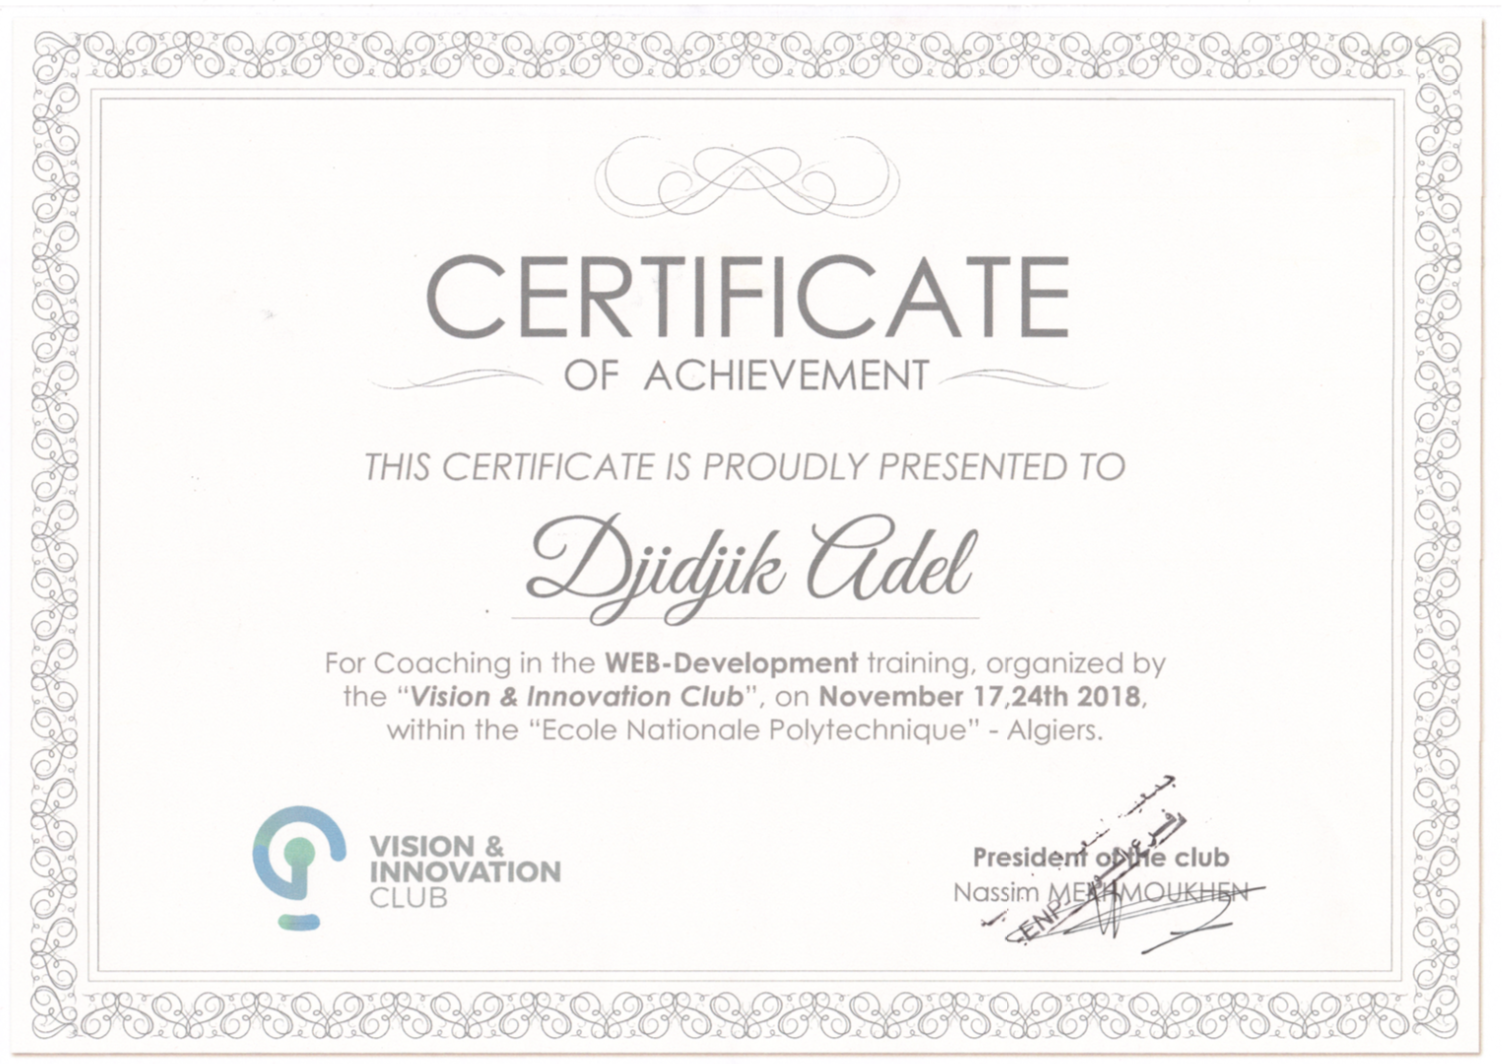 CERTIFICATE
OF ACHIEVEMENT
THIS CERTIFICATE IS PROUDLY PRESENTED TO
Djidjik Adel
For Coaching in the WEB-Development training, organized by
the “Vision & Innovation Club”, on November 17,24th 2018,
within the “Ecole Nationale Polytechnique” - Algiers.
VISION &
INNOVATION
CLUB
President of the club
Nassim MEKHMOUKHEN
ENP